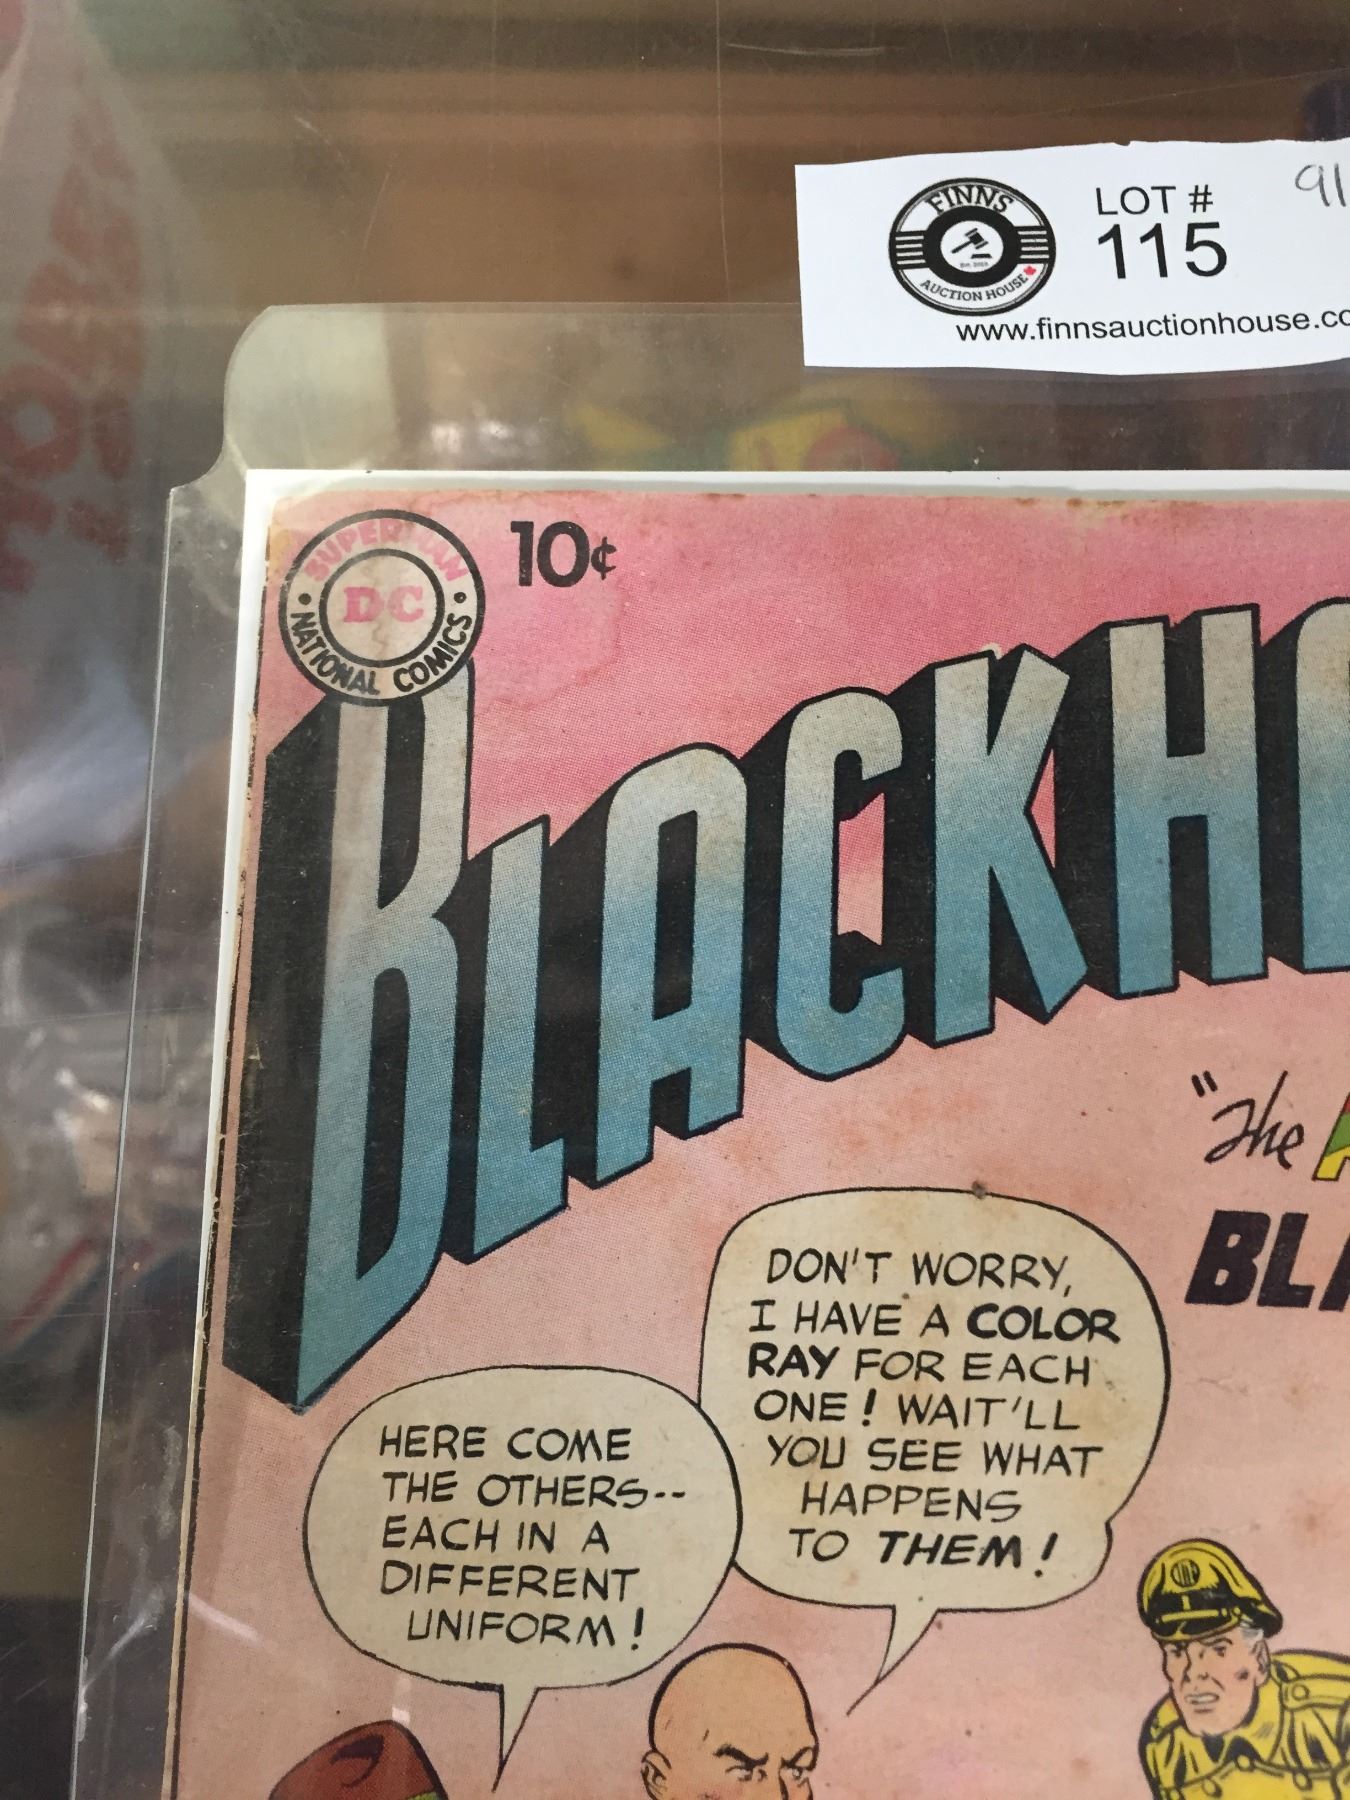 FINNS
AUCTION HOUSE
LOT #
115
91
www.finnsauctionhouse.co
SUPERMAN
DC
NATIONAL COMICS
10¢
BLACKH
"The
BL
DON'T WORRY,
I HAVE A COLOR
RAY FOR EACH
ONE! WAIT'LL
YOU SEE WHAT
HAPPENS
TO THEM!
HERE COME
THE OTHERS--
EACH IN A
DIFFERENT
UNIFORM!